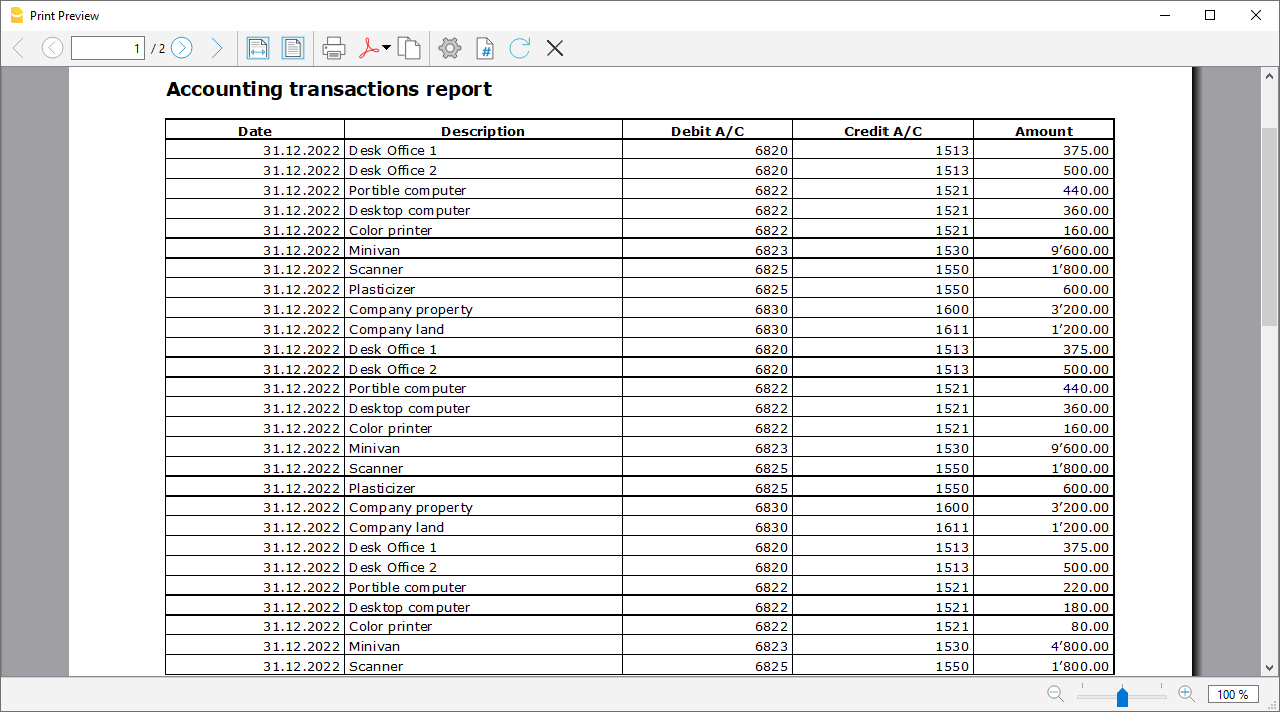 Print Preview
1 / 2
Accounting transactions report
Date Description Debit A/C Credit A/C Amount
31.12.2022 Desk Office 1 6820 1513 375.00
31.12.2022 Desk Office 2 6820 1513 500.00
31.12.2022 Portible computer 6822 1521 440.00
31.12.2022 Desktop computer 6822 1521 360.00
31.12.2022 Color printer 6822 1521 160.00
31.12.2022 Minivan 6823 1530 9’600.00
31.12.2022 Scanner 6825 1550 1’800.00
31.12.2022 Plasticizer 6825 1550 600.00
31.12.2022 Company property 6830 1600 3’200.00
31.12.2022 Company land 6830 1611 1’200.00
31.12.2022 Desk Office 1 6820 1513 375.00
31.12.2022 Desk Office 2 6820 1513 500.00
31.12.2022 Portible computer 6822 1521 440.00
31.12.2022 Desktop computer 6822 1521 360.00
31.12.2022 Color printer 6822 1521 160.00
31.12.2022 Minivan 6823 1530 9’600.00
31.12.2022 Scanner 6825 1550 1’800.00
31.12.2022 Plasticizer 6825 1550 600.00
31.12.2022 Company property 6830 1600 3’200.00
31.12.2022 Company land 6830 1611 1’200.00
31.12.2022 Desk Office 1 6820 1513 375.00
31.12.2022 Desk Office 2 6820 1513 500.00
31.12.2022 Portible computer 6822 1521 220.00
31.12.2022 Desktop computer 6822 1521 180.00
31.12.2022 Color printer 6822 1521 80.00
31.12.2022 Minivan 6823 1530 4’800.00
31.12.2022 Scanner 6825 1550 1’800.00
100 %